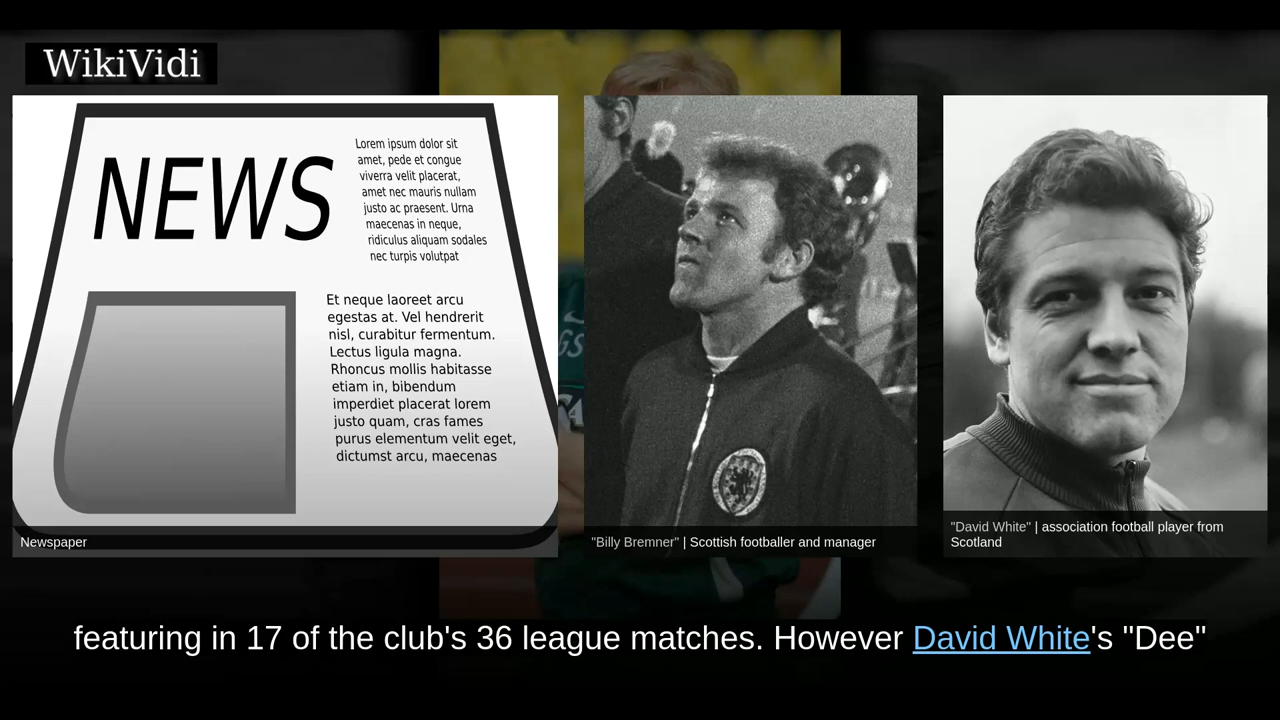 WikiVidi
NEWS
Lorem ipsum dolor sit
amet, pede et congue
viverra velit placerat,
amet nec mauris nullam
justo ac praesent. Urna
maecenas in neque,
ridiculus aliquam sodales
nec turpis volutpat
Et neque laoreet arcu
egestas at. Vel hendrerit
nisl, curabitur fermentum.
Lectus ligula magna.
Rhoncus mollis habitasse
etiam in, bibendum
imperdiet placerat lorem
justo quam, cras fames
purus elementum velit eget,
dictumst arcu, maecenas
Newspaper
"Billy Bremner" | Scottish footballer and manager
"David White" | association football player from
Scotland
featuring in 17 of the club's 36 league matches. However David White's "Dee"